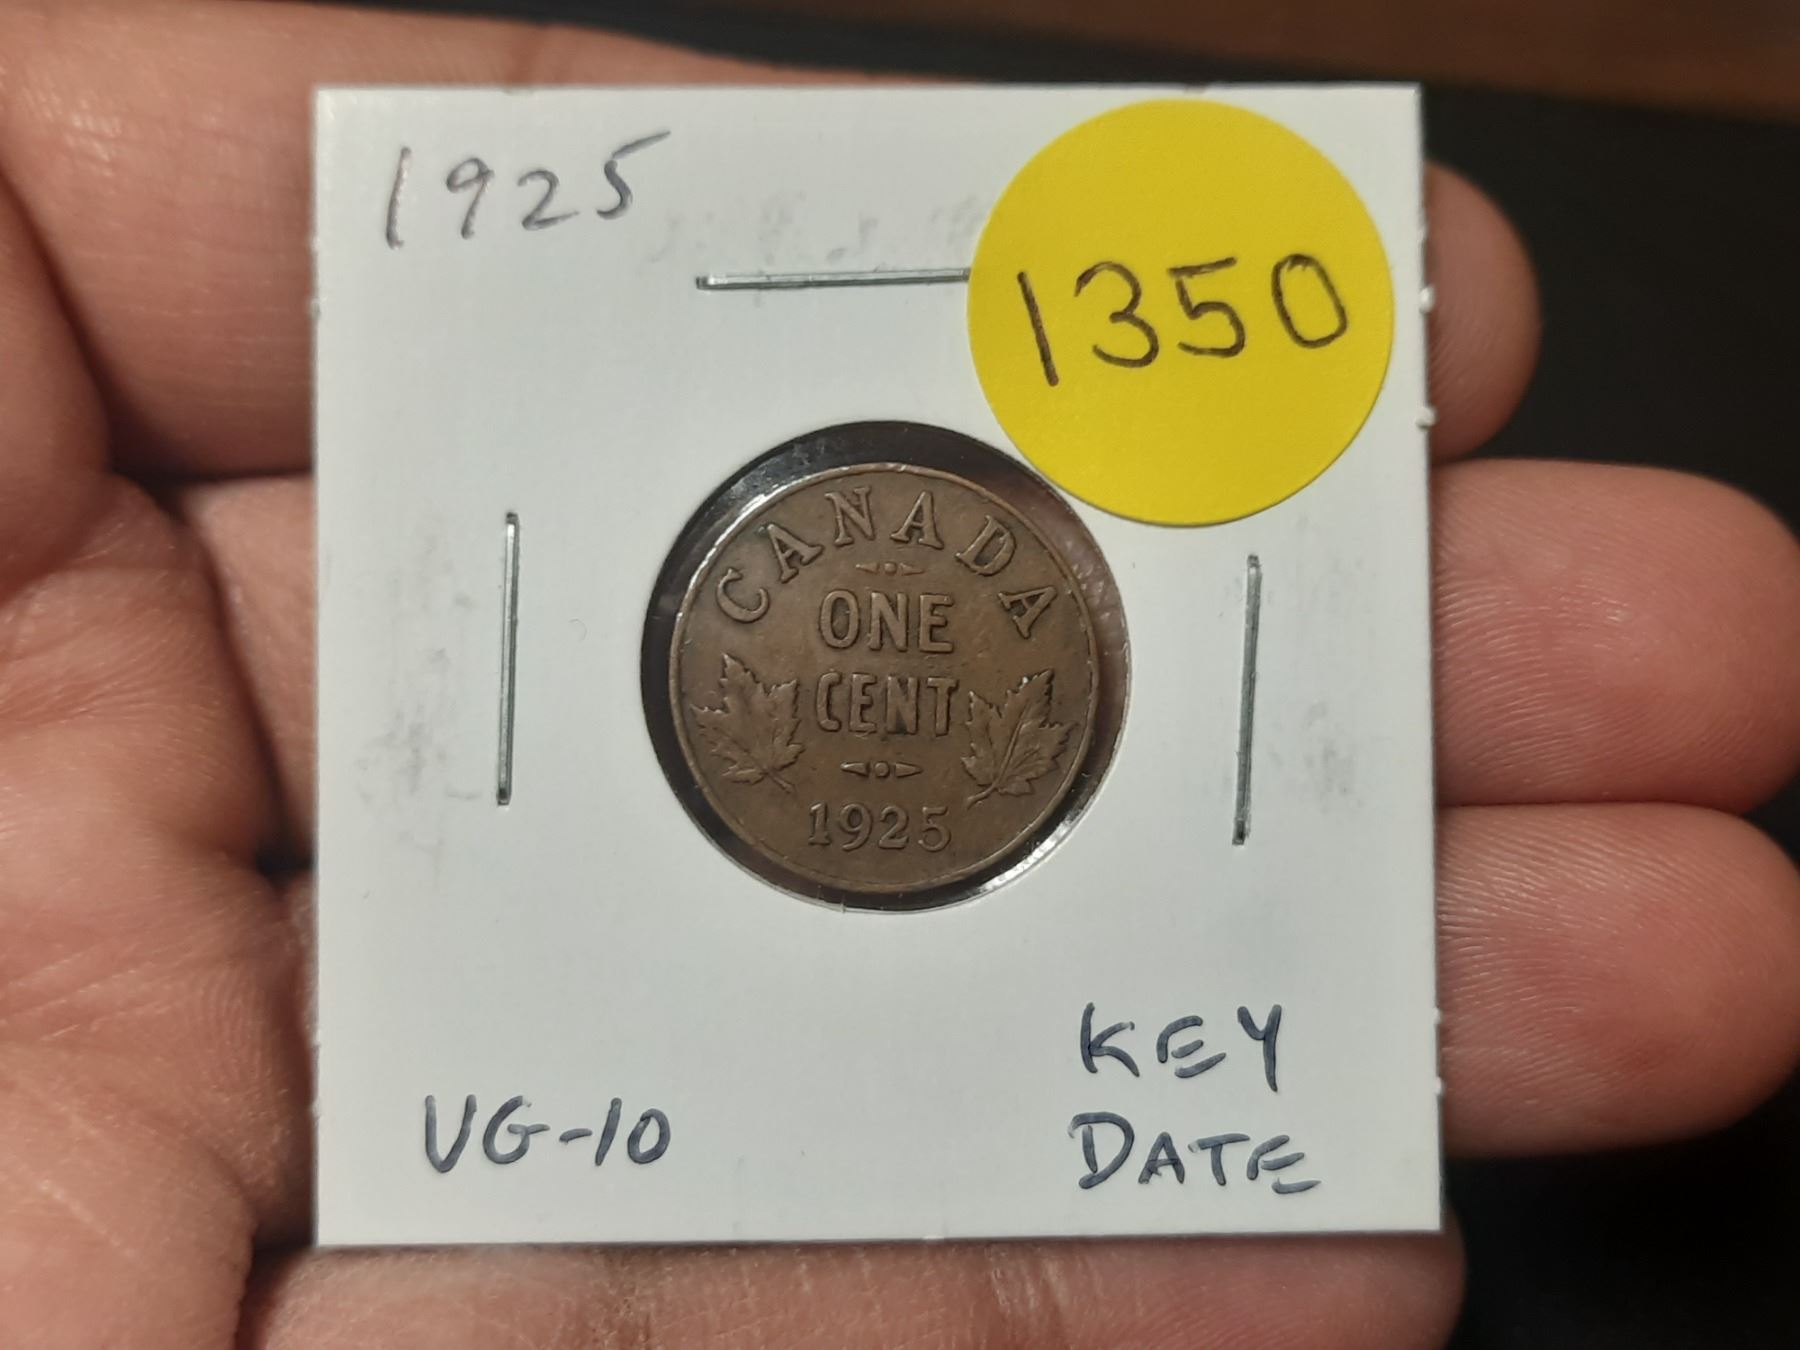 1925
1350
CANADA
ONE
CENT
1925
KEY
VG-10
DATE